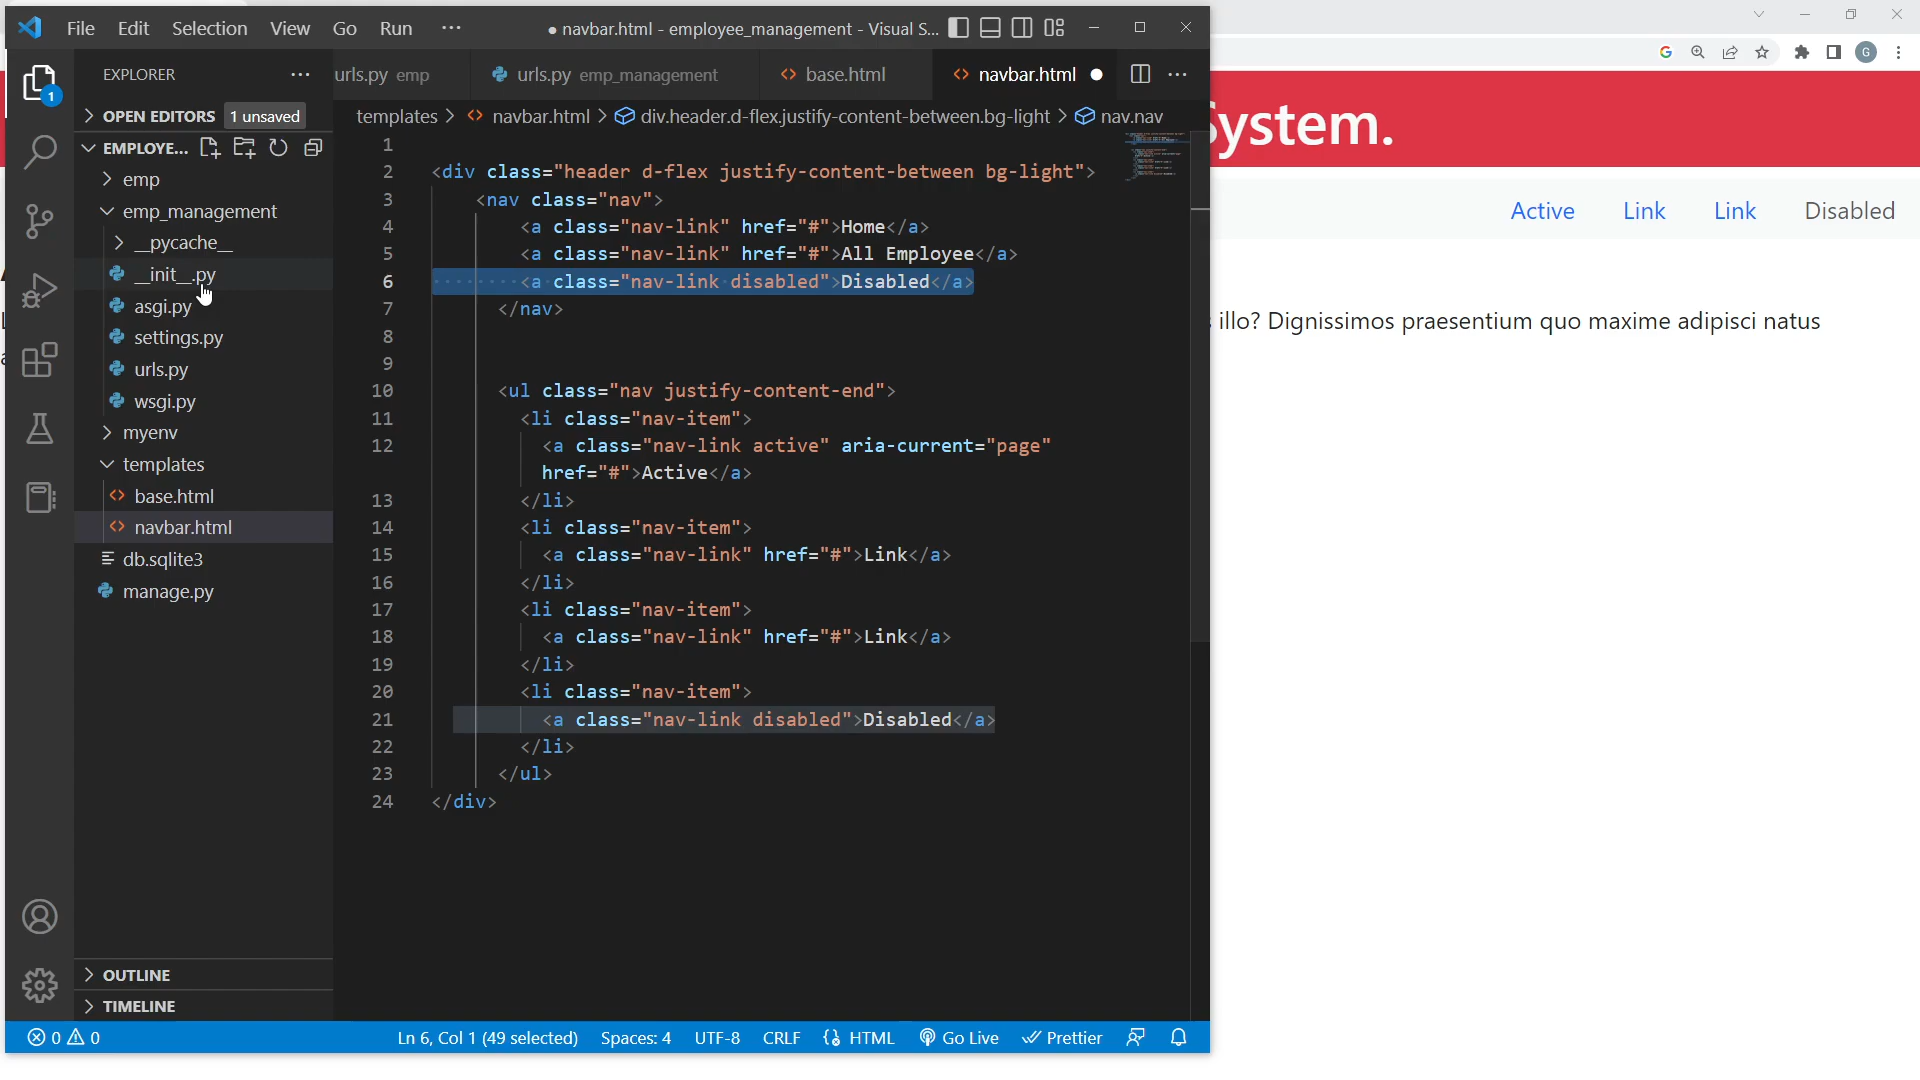 File Edit Selection View Go Run ··· ● navbar.html - employee_management - Visual S...
EXPLORER ···
urls.py emp urls.py emp_management base.html navbar.html ● ···
OPEN EDITORS 1 unsaved
templates > navbar.html > div.header.d-flex.justify-content-between.bg-light > nav.nav
EMPLOYE...
emp
emp_management
__pycache__
__init__.py
asgi.py
settings.py
urls.py
wsgi.py
myenv
templates
base.html
navbar.html
db.sqlite3
manage.py
OUTLINE
TIMELINE
1
2 <div class="header d-flex justify-content-between bg-light">
3 <nav class="nav">
4 <a class="nav-link" href="#">Home</a>
5 <a class="nav-link" href="#">All Employee</a>
6 ········<a·class="nav-link·disabled">Disabled</a>
7 </nav>
8
9
10 <ul class="nav justify-content-end">
11 <li class="nav-item">
12 <a class="nav-link active" aria-current="page"
href="#">Active</a>
13 </li>
14 <li class="nav-item">
15 <a class="nav-link" href="#">Link</a>
16 </li>
17 <li class="nav-item">
18 <a class="nav-link" href="#">Link</a>
19 </li>
20 <li class="nav-item">
21 <a class="nav-link disabled">Disabled</a>
22 </li>
23 </ul>
24 </div>
1
0 0 Ln 6, Col 1 (49 selected) Spaces: 4 UTF-8 CRLF HTML Go Live Prettier
G G
System.
Active Link Link Disabled
illo? Dignissimos praesentium quo maxime adipisci natus